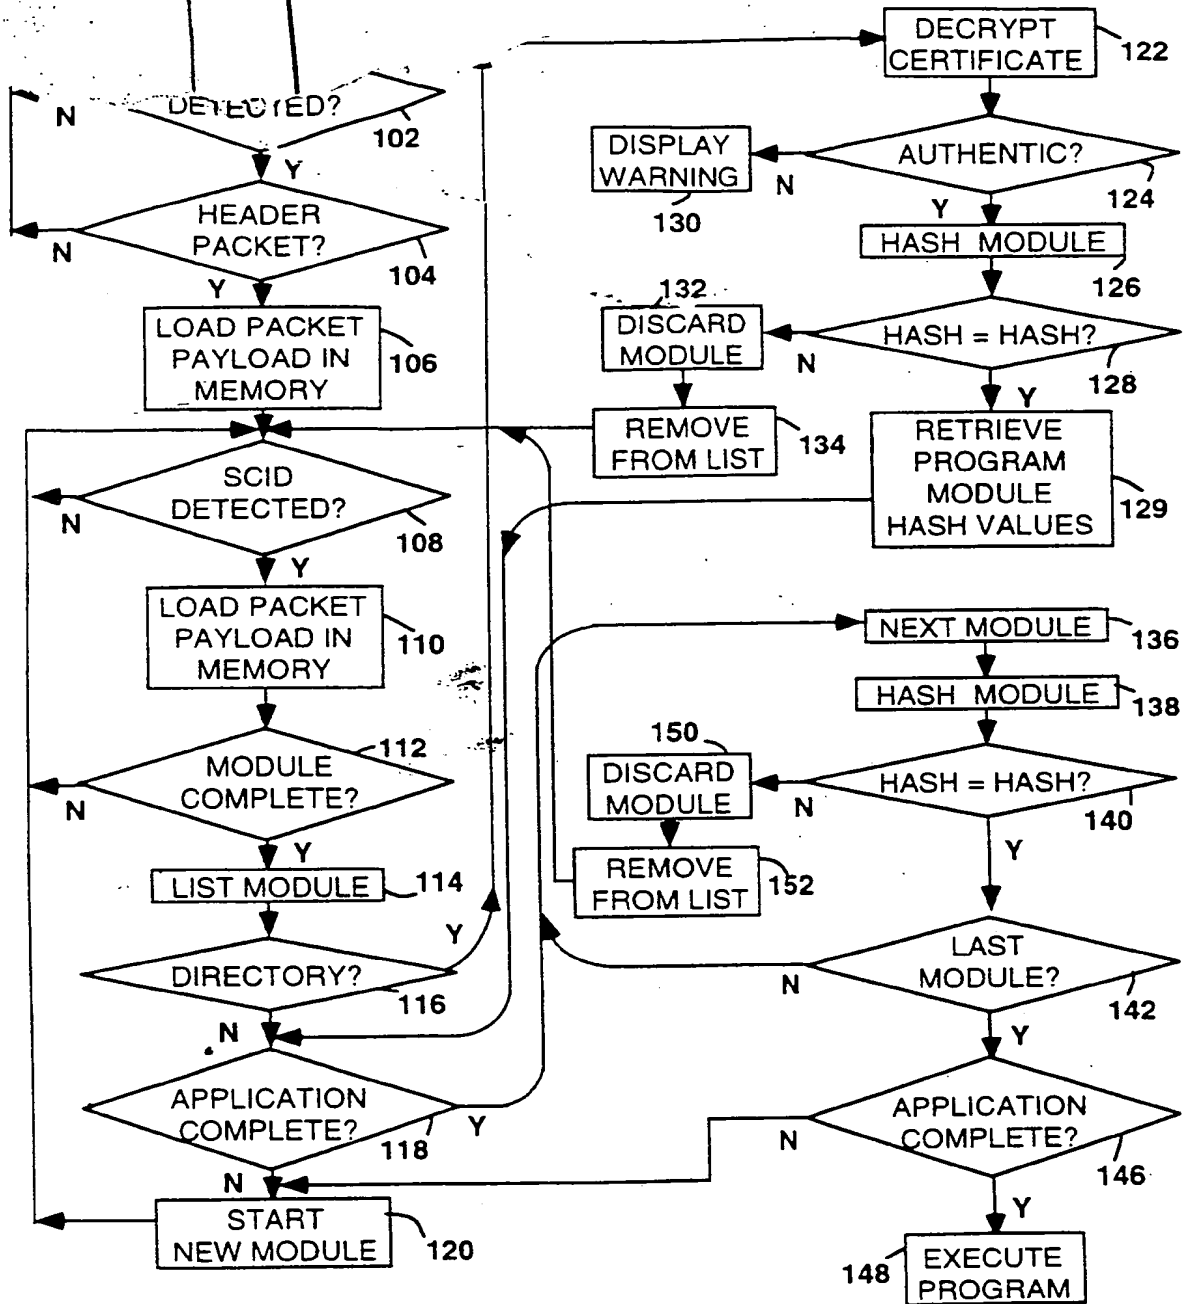 DETECTED?
N
102
Y
HEADER
PACKET?
N
104
Y
LOAD PACKET
PAYLOAD IN
MEMORY
106
SCID
DETECTED?
N
108
Y
LOAD PACKET
PAYLOAD IN
MEMORY
110
112
MODULE
COMPLETE?
N
Y
LIST MODULE
114
Y
DIRECTORY?
116
N
APPLICATION
COMPLETE?
118
Y
N
START
NEW MODULE
120
DECRYPT
CERTIFICATE
122
AUTHENTIC?
124
N
DISPLAY
WARNING
130
Y
HASH MODULE
126
HASH = HASH?
128
N
132
DISCARD
MODULE
REMOVE
FROM LIST
134
Y
RETRIEVE
PROGRAM
MODULE
HASH VALUES
129
NEXT MODULE
136
HASH MODULE
138
HASH = HASH?
140
N
150
DISCARD
MODULE
REMOVE
FROM LIST
152
Y
LAST
MODULE?
142
N
Y
APPLICATION
COMPLETE?
146
N
Y
EXECUTE
PROGRAM
148